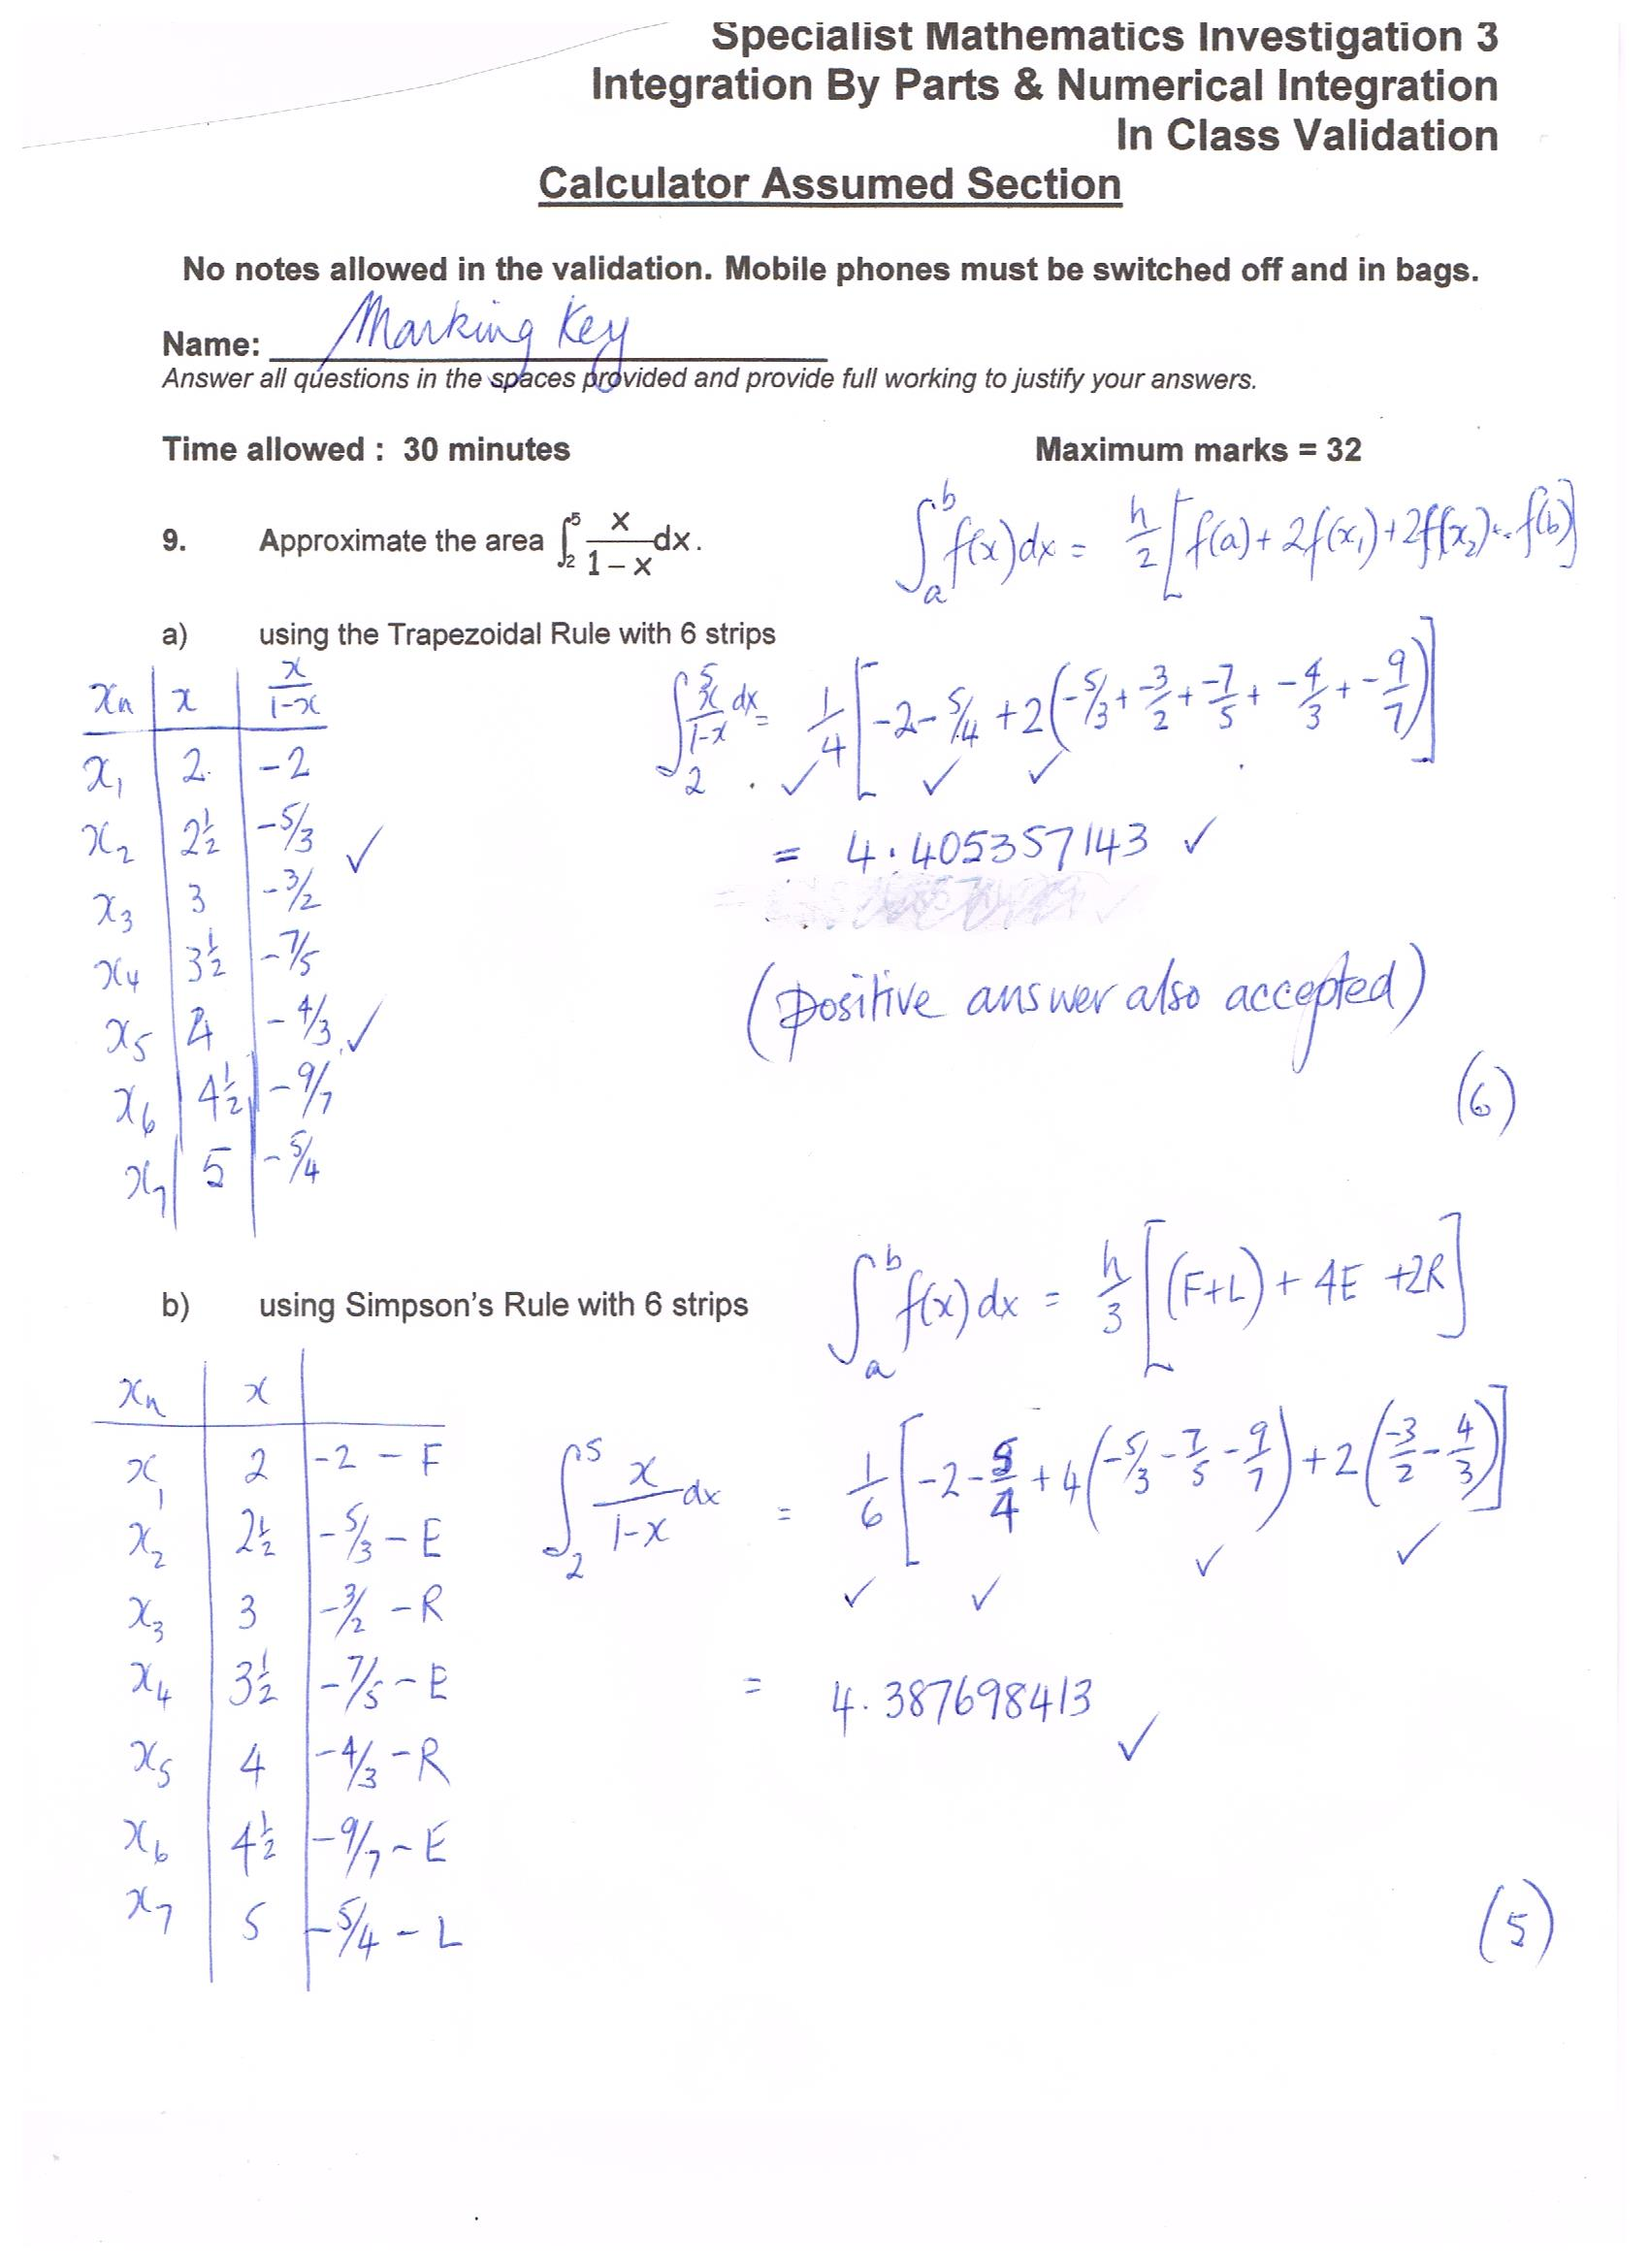 Specialist Mathematics Investigation 3
Integration By Parts & Numerical Integration
In Class Validation
Calculator Assumed Section
No notes allowed in the validation. Mobile phones must be switched off and in bags.
Name: Marking Key
Answer all questions in the spaces provided and provide full working to justify your answers.
Time allowed : 30 minutes Maximum marks = 32
9. Approximate the area ∫₂⁵ x/(1−x) dx.
∫ₐᵇ f(x)dx = h/2 [f(a) + 2f(x₁) + 2f(x₂)... f(b)]
a) using the Trapezoidal Rule with 6 strips
xn | x | x/(1-x)
x₁ | 2 | -2
x₂ | 2½ | -5/3 ✓
x₃ | 3 | -3/2
x₄ | 3½ | -7/5
x₅ | 4 | -4/3 ✓
x₆ | 4½ | -9/7
x₇ | 5 | -5/4
∫₂⁵ x/(1-x) dx = 1/4 [-2 - 5/4 + 2(-5/3 + -3/2 + -7/5 + -4/3 + -9/7)]
✓ ✓ ✓
= 4.405357143 ✓
(positive answer also accepted)
(6)
b) using Simpson's Rule with 6 strips
∫ₐᵇ f(x)dx = h/3 [(F+L) + 4E + 2R]
xn | x |
x₁ | 2 | -2 - F
x₂ | 2½ | -5/3 - E
x₃ | 3 | -3/2 - R
x₄ | 3½ | -7/5 - E
x₅ | 4 | -4/3 - R
x₆ | 4½ | -9/7 - E
x₇ | 5 | -5/4 - L
∫₂⁵ x/(1-x) dx = 1/6 [-2 - 5/4 + 4(-5/3 - 7/5 - 9/7) + 2(-3/2 - 4/3)]
✓ ✓ ✓ ✓
= 4.387698413 ✓
(5)